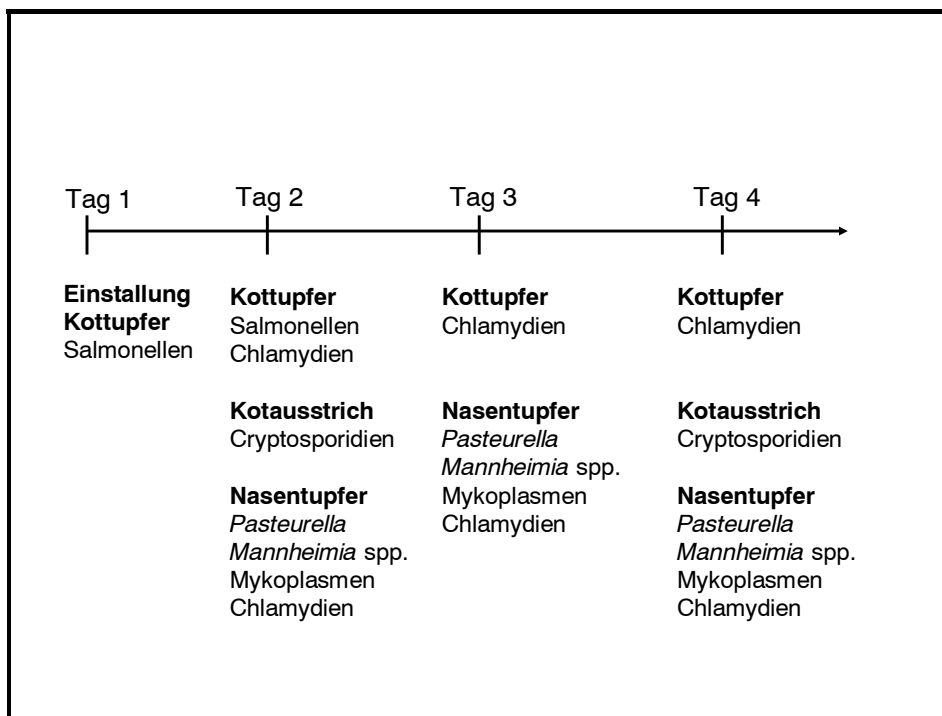 Tag 1
Tag 2
Tag 3
Tag 4
Einstallung
Kottupfer
Salmonellen
Kottupfer
Salmonellen
Chlamydien
Kotausstrich
Cryptosporidien
Nasentupfer
Pasteurella
Mannheimia spp.
Mykoplasmen
Chlamydien
Kottupfer
Chlamydien
Nasentupfer
Pasteurella
Mannheimia spp.
Mykoplasmen
Chlamydien
Kottupfer
Chlamydien
Kotausstrich
Cryptosporidien
Nasentupfer
Pasteurella
Mannheimia spp.
Mykoplasmen
Chlamydien